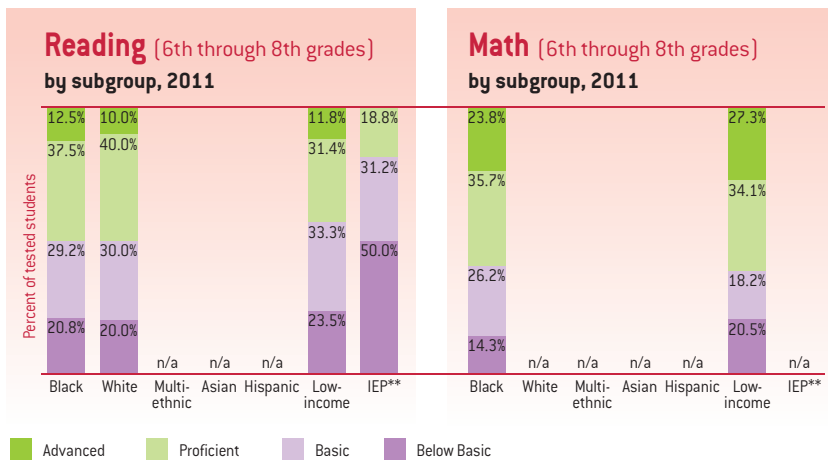 Reading (6th through 8th grades)
by subgroup, 2011
Percent of tested students
12.5% 10.0% 11.8% 18.8%
37.5% 40.0% 31.4%
31.2%
29.2% 30.0% 33.3% 50.0%
20.8% 20.0% 23.5%
n/a n/a n/a
Black White Multi- Asian Hispanic Low- IEP**
ethnic income
Math (6th through 8th grades)
by subgroup, 2011
23.8% 27.3%
35.7% 34.1%
26.2% 18.2%
14.3% 20.5%
n/a n/a n/a n/a n/a
Black White Multi- Asian Hispanic Low- IEP**
ethnic income
Advanced Proficient Basic Below Basic